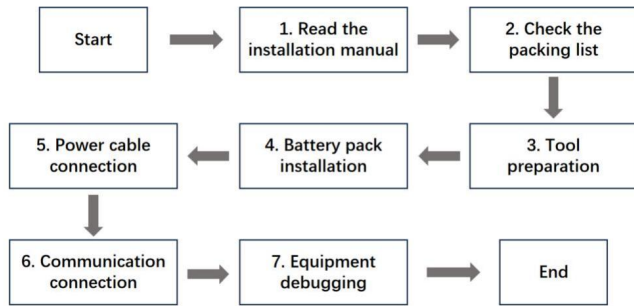 Start
1. Read the
installation manual
2. Check the
packing list
3. Tool
preparation
4. Battery pack
installation
5. Power cable
connection
6. Communication
connection
7. Equipment
debugging
End